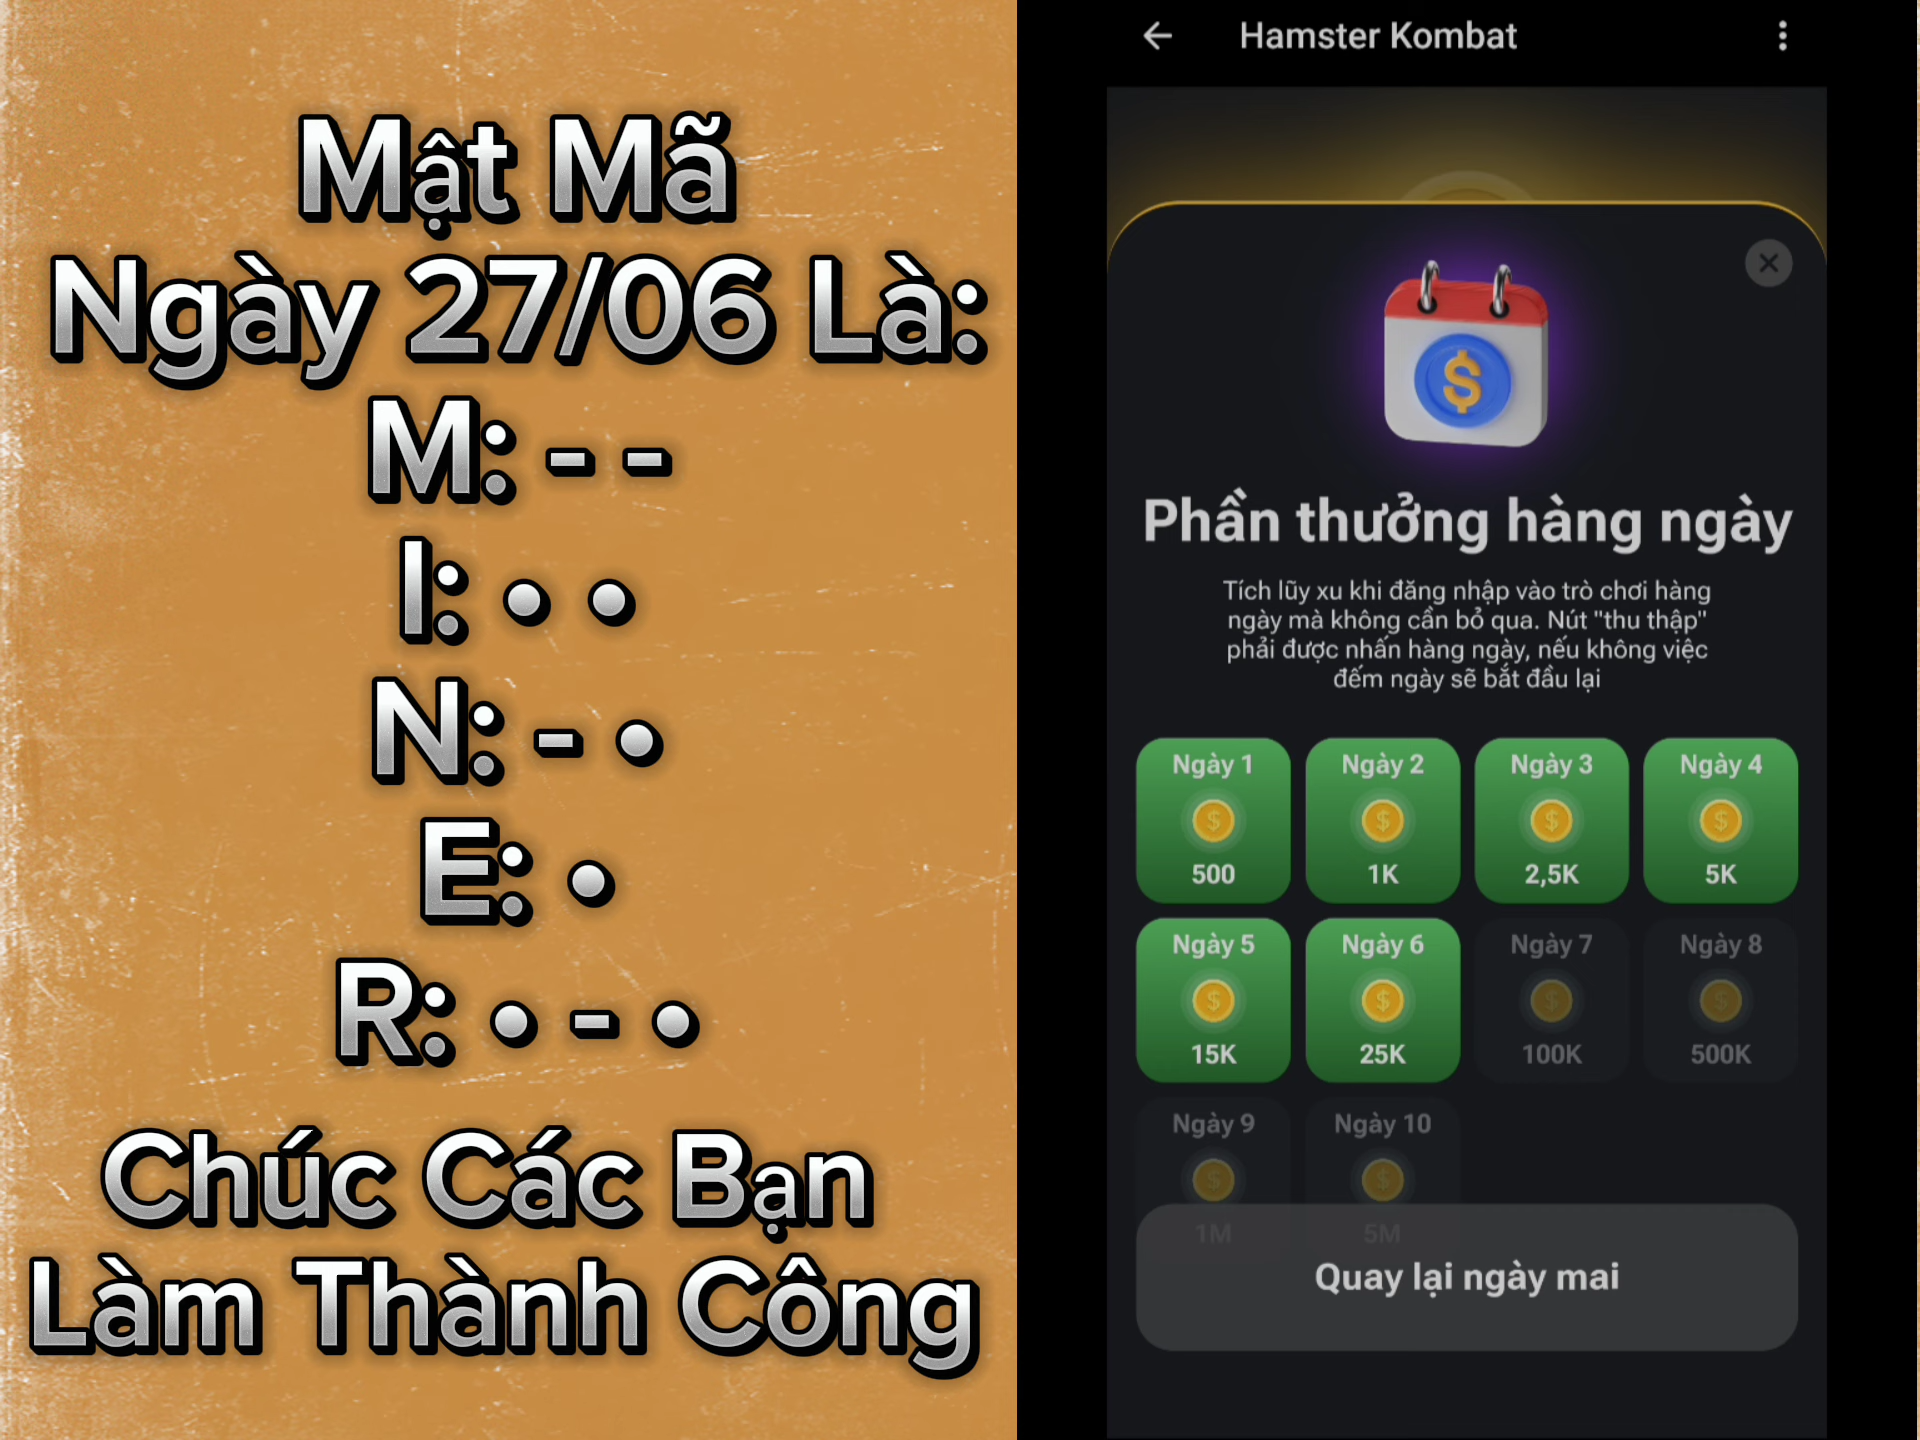 Mật Mã
Ngày 27/06 Là:
M: - -
I: • •
N: - •
E: •
R: • - •
Chúc Các Bạn
Làm Thành Công
Hamster Kombat
Phần thưởng hàng ngày
Tích lũy xu khi đăng nhập vào trò chơi hàng
ngày mà không cần bỏ qua. Nút "thu thập"
phải được nhấn hàng ngày, nếu không việc
đếm ngày sẽ bắt đầu lại
Ngày 1 Ngày 2 Ngày 3 Ngày 4
500 1K 2,5K 5K
Ngày 5 Ngày 6 Ngày 7 Ngày 8
15K 25K 100K 500K
Ngày 9 Ngày 10
1M 5M
Quay lại ngày mai